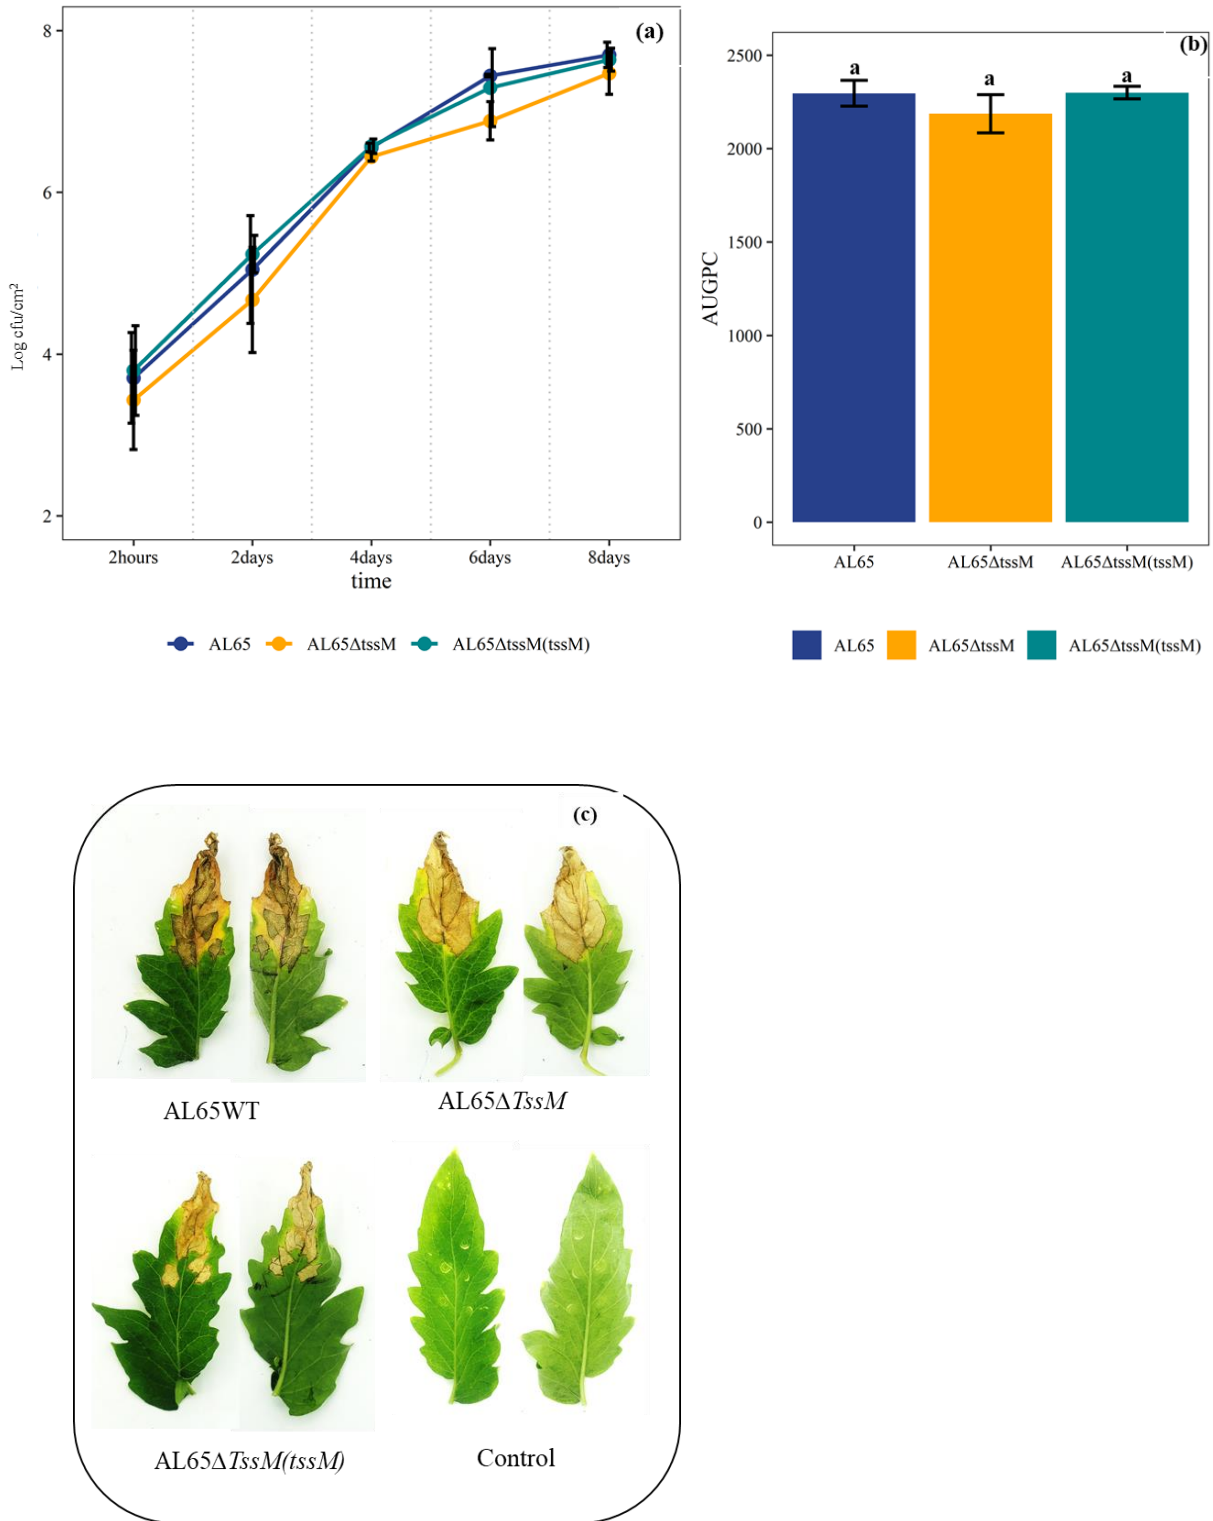 (a)
8
6
4
2
Log cfu/cm²
2hours 2days 4days 6days 8days
time
AL65 AL65ΔtssM AL65ΔtssM(tssM)
(b)
2500
2000
1500
1000
500
0
AUGPC
a a a
AL65 AL65ΔtssM AL65ΔtssM(tssM)
AL65 AL65ΔtssM AL65ΔtssM(tssM)
(c)
AL65WT
AL65ΔTssM
AL65ΔTssM(tssM)
Control